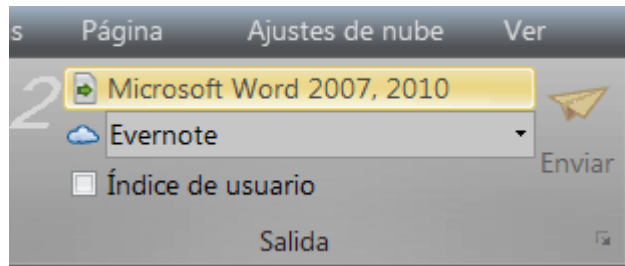 s Página Ajustes de nube Ver
2 Microsoft Word 2007, 2010
Evernote
Enviar
Índice de usuario
Salida